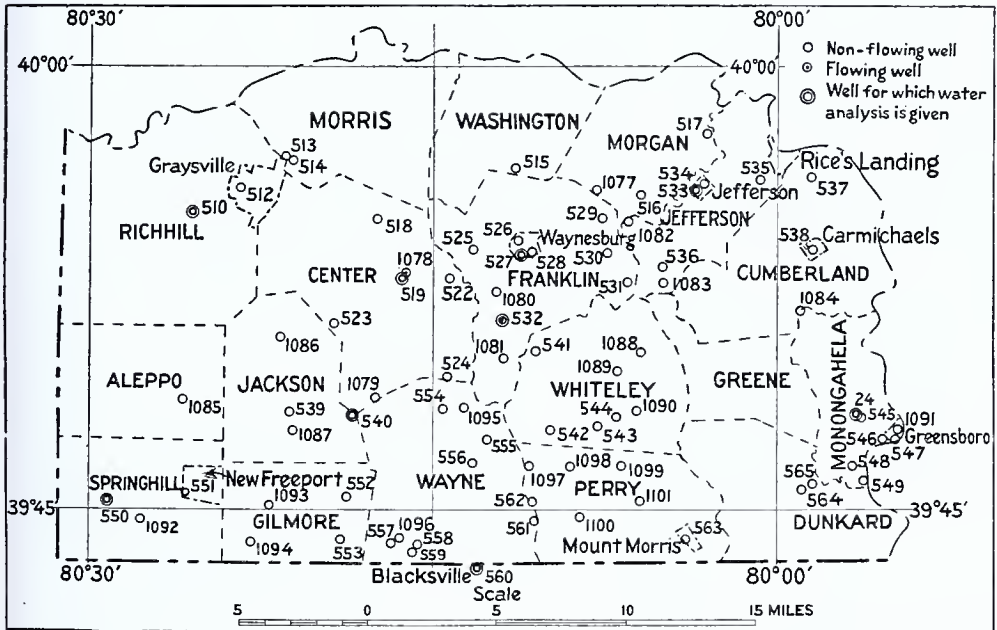 80°30′
80°00′
40°00′
40°00′
Non-flowing well
Flowing well
Well for which water
analysis is given
MORRIS
WASHINGTON
MORGAN
517
513
514
Graysville
512
515
1077
534
533
Jefferson
535
Rice's Landing
537
510
RICHHILL
518
529
516
JEFFERSON
1082
526
Waynesburg
525
527
528
530
538
Carmichaels
1078
CENTER
519
522
FRANKLIN
536
531
1083
CUMBERLAND
1080
532
1084
523
1086
1081
541
1088
1089
ALEPPO
JACKSON
524
WHITELEY
GREENE
MONONGAHELA
1085
1079
539
540
554
1095
544
1090
24
545
1091
1087
555
542
543
546
Greensboro
547
556
1098
1099
548
New Freeport
551
552
WAYNE
1097
PERRY
565
549
SPRINGHILL
1093
562
1101
564
39°45′
39°45′
550
1092
GILMORE
1096
561
1100
563
DUNKARD
557
558
1094
553
559
Mount Morris
80°30′
Blacksville
560
80°00′
Scale
5 0 5 10 15 MILES